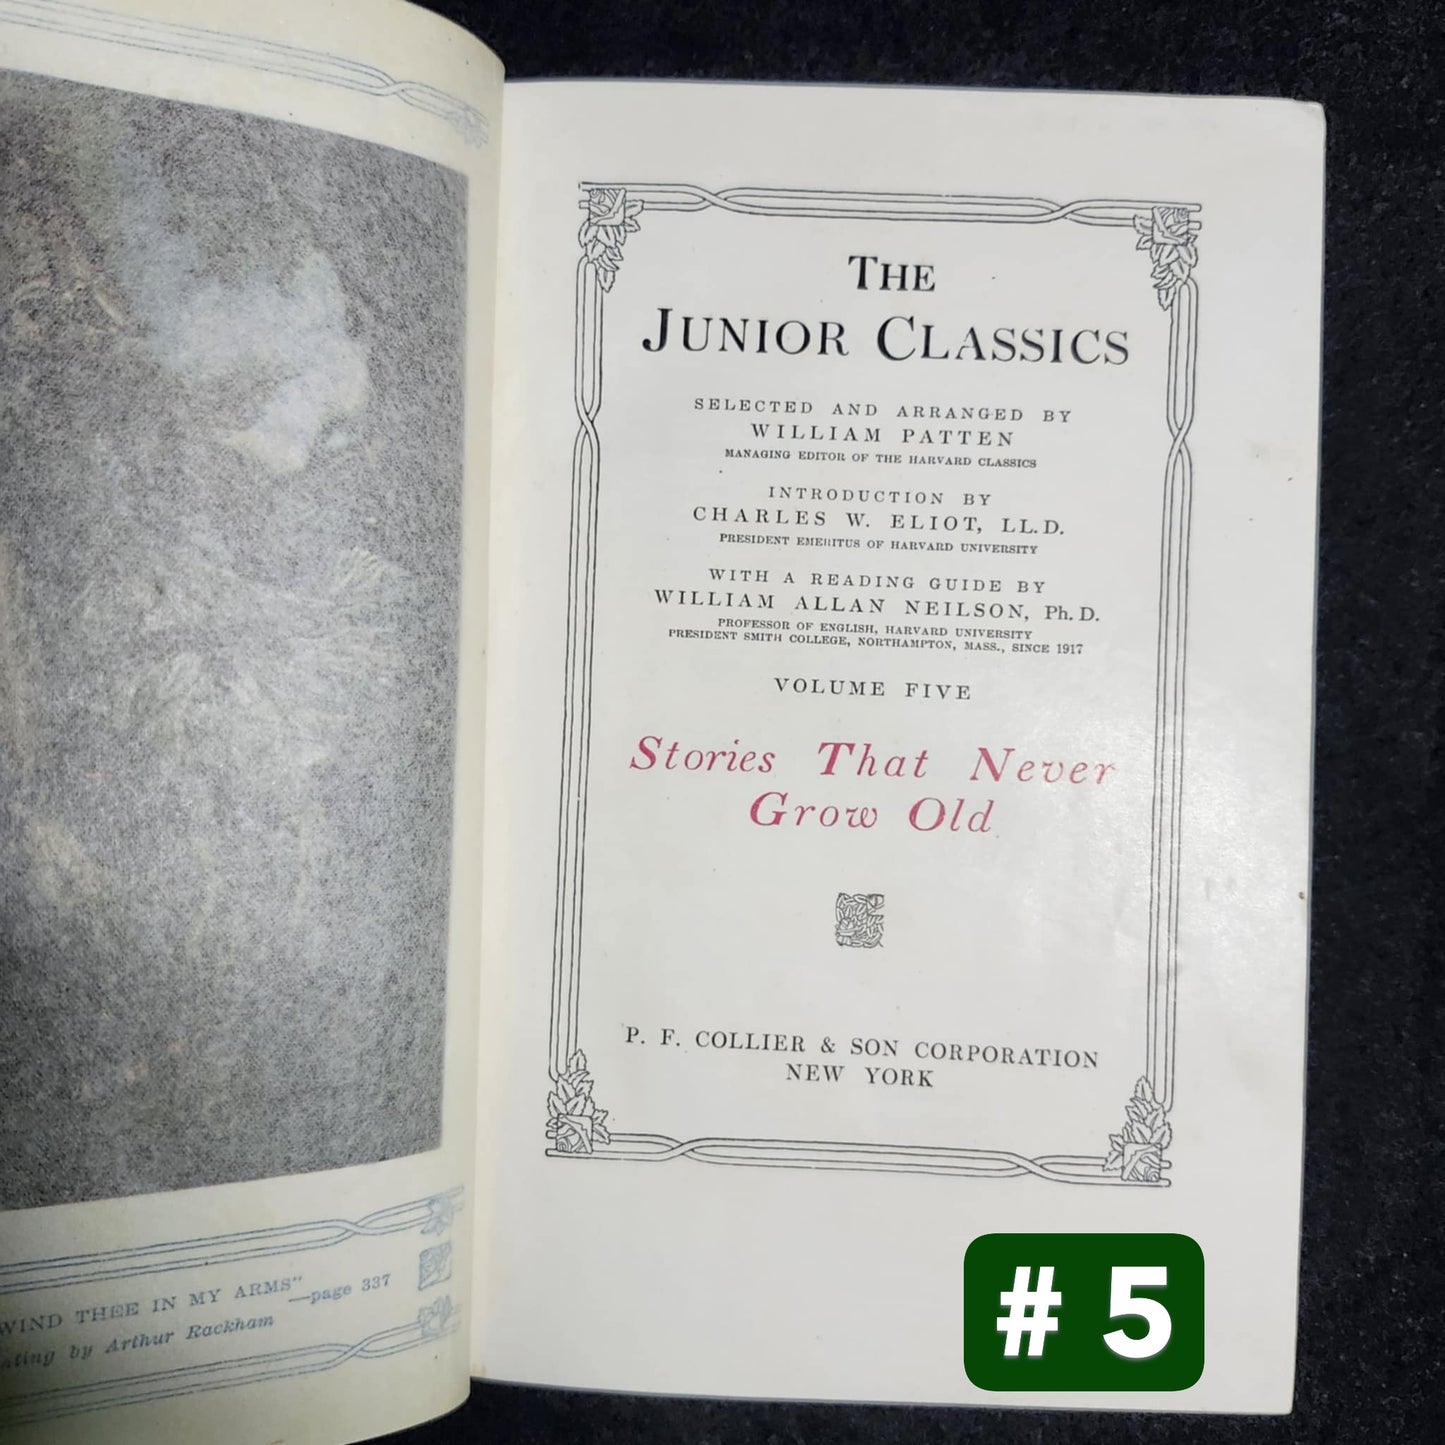 WIND THEE IN MY ARMS"
—page 337
by Arthur Rackham
THE
JUNIOR CLASSICS
SELECTED AND ARRANGED BY
WILLIAM PATTEN
MANAGING EDITOR OF THE HARVARD CLASSICS
INTRODUCTION BY
CHARLES W. ELIOT, LL.D.
PRESIDENT EMERITUS OF HARVARD UNIVERSITY
WITH A READING GUIDE BY
WILLIAM ALLAN NEILSON, Ph.D.
PROFESSOR OF ENGLISH, HARVARD UNIVERSITY
PRESIDENT SMITH COLLEGE, NORTHAMPTON, MASS., SINCE 1917
VOLUME FIVE
Stories That Never
Grow Old
P. F. COLLIER & SON CORPORATION
NEW YORK
# 5